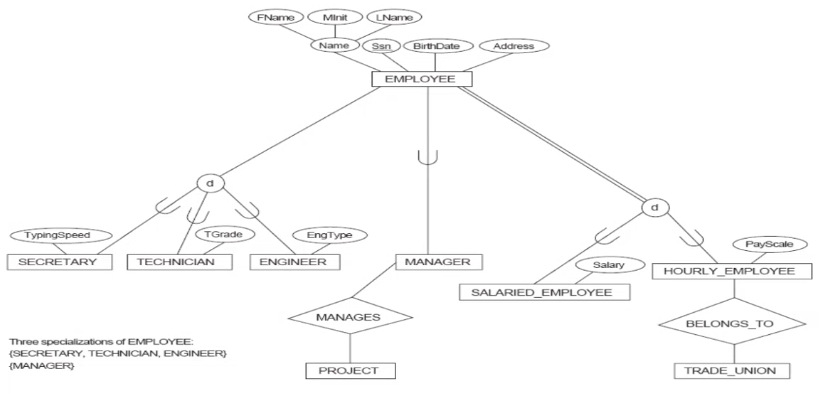 FName MInit LName
Name Ssn BirthDate Address
EMPLOYEE
d
d
TypingSpeed TGrade EngType PayScale
SECRETARY TECHNICIAN ENGINEER MANAGER Salary HOURLY_EMPLOYEE
SALARIED_EMPLOYEE
MANAGES BELONGS_TO
Three specializations of EMPLOYEE:
{SECRETARY, TECHNICIAN, ENGINEER}
{MANAGER}
PROJECT TRADE_UNION